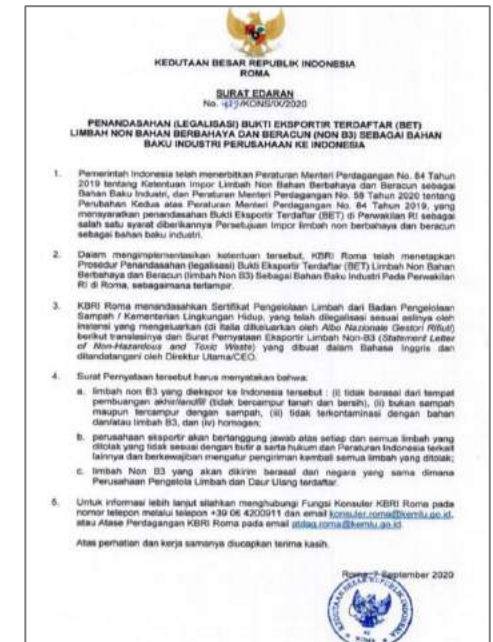 KEDUTAAN BESAR REPUBLIK INDONESIA
ROMA
SURAT EDARAN
No. /KONS/IX/2020
PENANDASAHAN (LEGALISASI) BUKTI EKSPORTIR TERDAFTAR (BET)
LIMBAH NON BAHAN BERBAHAYA DAN BERACUN (NON B3) SEBAGAI BAHAN
BAKU INDUSTRI PERUSAHAAN KE INDONESIA
1. Pemerintah Indonesia telah menerbitkan Peraturan Menteri Perdagangan No. 84 Tahun
2019 tentang Ketentuan Impor Limbah Non Bahan Berbahaya dan Beracun sebagai
Bahan Baku Industri, dan Peraturan Menteri Perdagangan No. 58 Tahun 2020 tentang
Perubahan Kedua atas Peraturan Menteri Perdagangan No. 84 Tahun 2019, yang
mensyaratkan penandasahan Bukti Eksportir Terdaftar (BET) di Perwakilan RI sebagai
salah satu syarat diberikannya Persetujuan Impor limbah non berbahaya dan beracun
sebagai bahan baku industri.
2. Dalam mengimplementasikan ketentuan tersebut, KBRI Roma telah menetapkan
Prosedur Penandasahan (legalisasi) Bukti Eksportir Terdaftar (BET) Limbah Non Bahan
Berbahaya dan Beracun (limbah Non B3) Sebagai Bahan Baku Industri Pada Perwakilan
RI di Roma, sebagaimana terlampir.
3. KBRI Roma menandasahkan Sertifikat Pengelolaan Limbah dari Badan Pengelolaan
Sampah / Kementerian Lingkungan Hidup, yang telah dilegalisasi sesuai aslinya oleh
instansi yang mengeluarkan (di Italia dikeluarkan oleh Albo Nazionale Gestori Rifiuti)
berikut translasinya dan Surat Pernyataan Eksportir Limbah Non-B3 (Statement Letter
of Non-Hazardous and Toxic Waste) yang dibuat dalam Bahasa Inggris dan
ditandatangani oleh Direktur Utama/CEO.
4. Surat Pernyataan tersebut harus menyatakan bahwa:
a. limbah non B3 yang diekspor ke Indonesia tersebut : (i) tidak berasal dari tempat
pembuangan akhir/landfill (tidak bercampur tanah dan bersih), (ii) bukan sampah
maupun tercampur dengan sampah, (iii) tidak terkontaminasi dengan bahan
dan/atau limbah B3, dan (iv) homogen;
b. perusahaan eksportir akan bertanggung jawab atas setiap dan semua limbah yang
ditolak yang tidak sesuai dengan butir a serta hukum dan Peraturan Indonesia terkait
lainnya dan berkewajiban mengatur pengiriman kembali semua limbah yang ditolak;
c. limbah Non B3 yang akan dikirim berasal dari negara yang sama dimana
Perusahaan Pengelola Limbah dan Daur Ulang terdaftar.
5. Untuk informasi lebih lanjut silahkan menghubungi Fungsi Konsuler KBRI Roma pada
nomor telepon melalui telepon +39 06 4200911 dan email konsuler.roma@kemlu.go.id,
atau Atase Perdagangan KBRI Roma pada email atdag.roma@kemlu.go.id.
Atas perhatian dan kerja samanya diucapkan terima kasih.
Roma, 7 September 2020